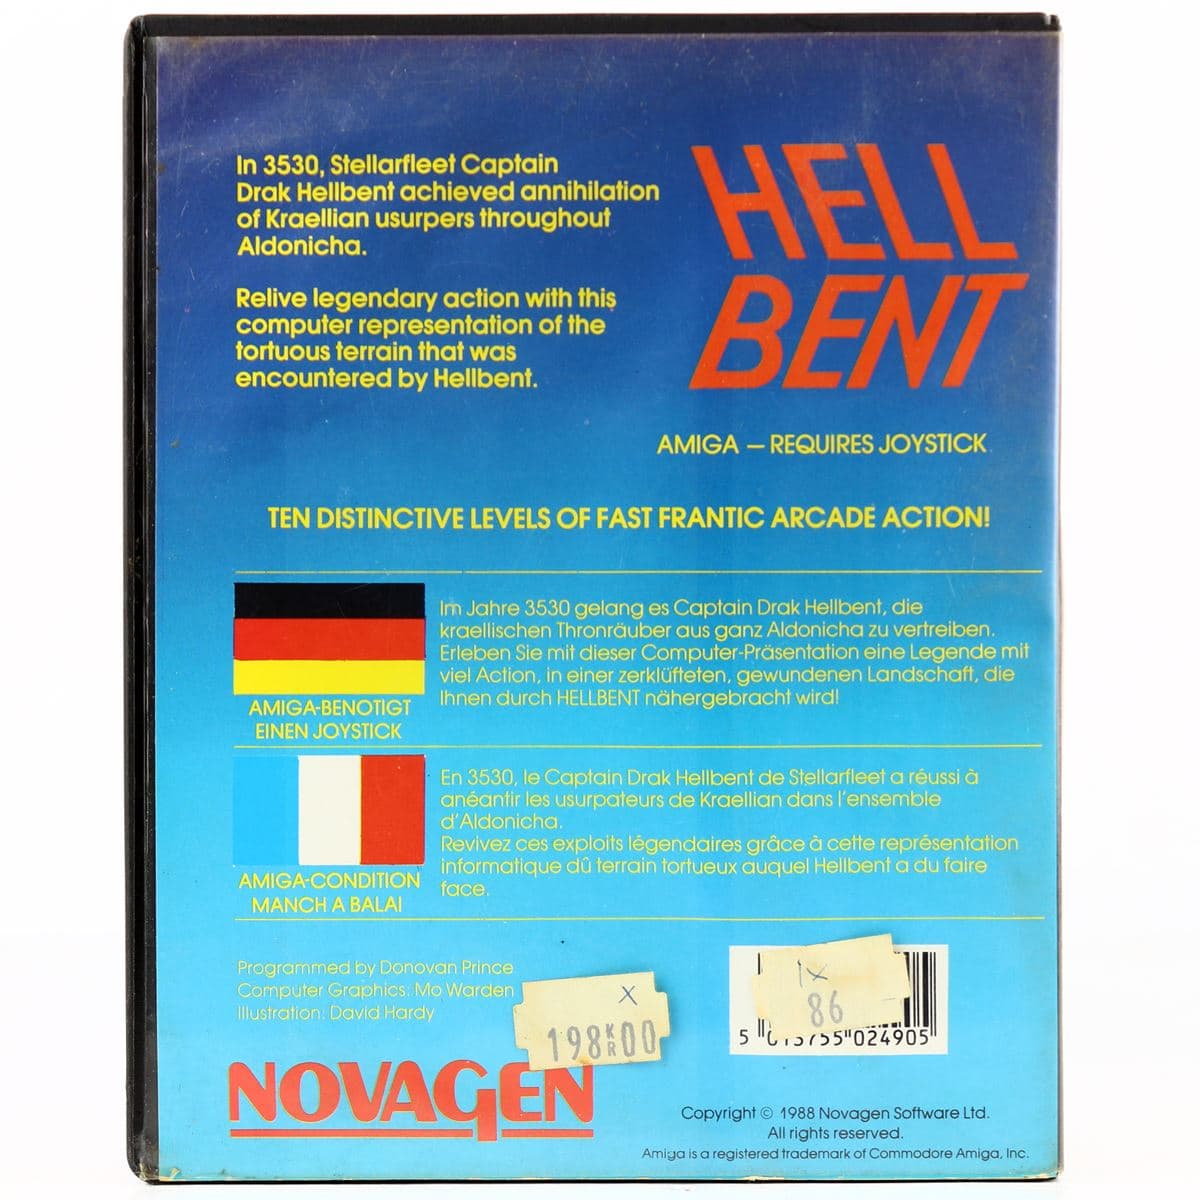 In 3530, Stellarfleet Captain
Drak Hellbent achieved annihilation
of Kraellian usurpers throughout
Aldonicha.
Relive legendary action with this
computer representation of the
tortuous terrain that was
encountered by Hellbent.
HELL
BENT
AMIGA – REQUIRES JOYSTICK
TEN DISTINCTIVE LEVELS OF FAST FRANTIC ARCADE ACTION!
AMIGA-BENOTIGT
EINEN JOYSTICK
Im Jahre 3530 gelang es Captain Drak Hellbent, die
kraellischen Thronräuber aus ganz Aldonicha zu vertreiben.
Erleben Sie mit dieser Computer-Präsentation eine Legende mit
viel Action, in einer zerklüfteten, gewundenen Landschaft, die
Ihnen durch HELLBENT nähergebracht wird!
AMIGA-CONDITION
MANCH A BALAI
En 3530, le Captain Drak Hellbent de Stellarfleet a réussi à
anéantir les usurpateurs de Kraellian dans l'ensemble
d'Aldonicha.
Revivez ces exploits légendaires grâce à cette représentation
informatique dû terrain tortueux auquel Hellbent a du faire
face.
Programmed by Donovan Prince
Computer Graphics: Mo Warden
Illustration: David Hardy
X
198KR00
NOVAGEN
X
86
5 024905
Copyright © 1988 Novagen Software Ltd.
All rights reserved.
Amiga is a registered trademark of Commodore Amiga, Inc.